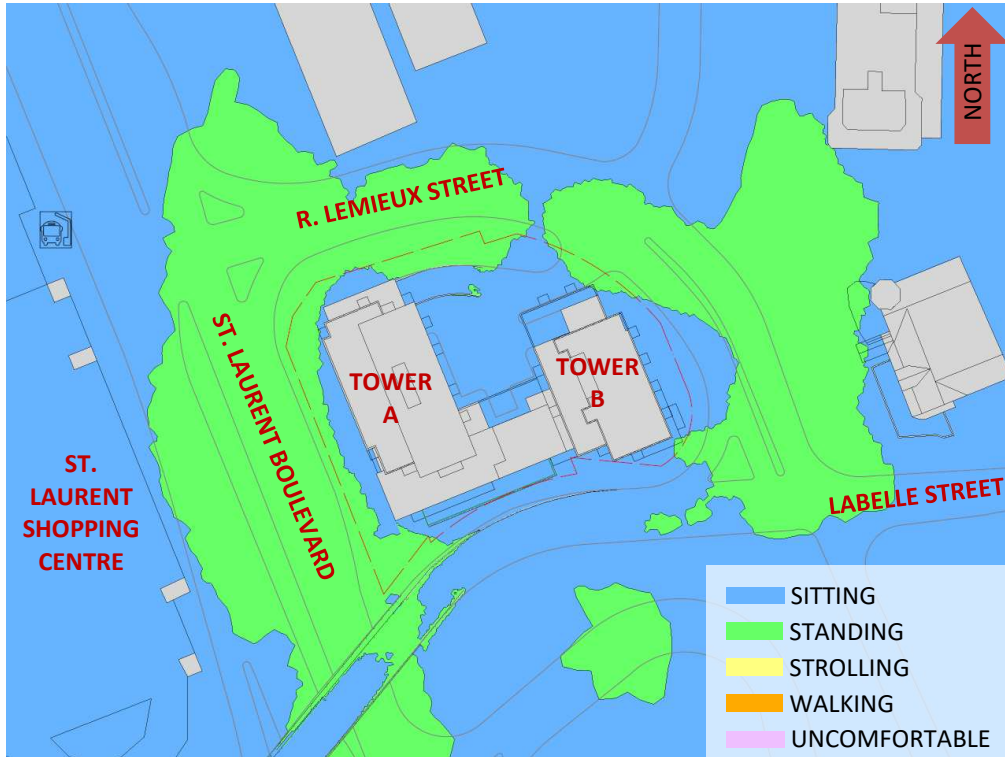 NORTH
R. LEMIEUX STREET
ST. LAURENT BOULEVARD
TOWER
A
TOWER
B
ST.
LAURENT
SHOPPING
CENTRE
LABELLE STREET
SITTING
STANDING
STROLLING
WALKING
UNCOMFORTABLE